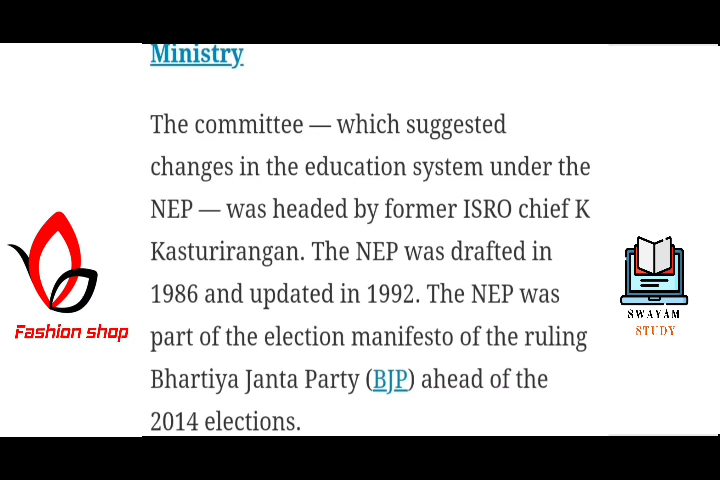 Ministry
The committee — which suggested
changes in the education system under the
NEP — was headed by former ISRO chief K
Kasturirangan. The NEP was drafted in
1986 and updated in 1992. The NEP was
part of the election manifesto of the ruling
Bhartiya Janta Party (BJP) ahead of the
2014 elections.
Fashion shop
SWAYAM
STUDY